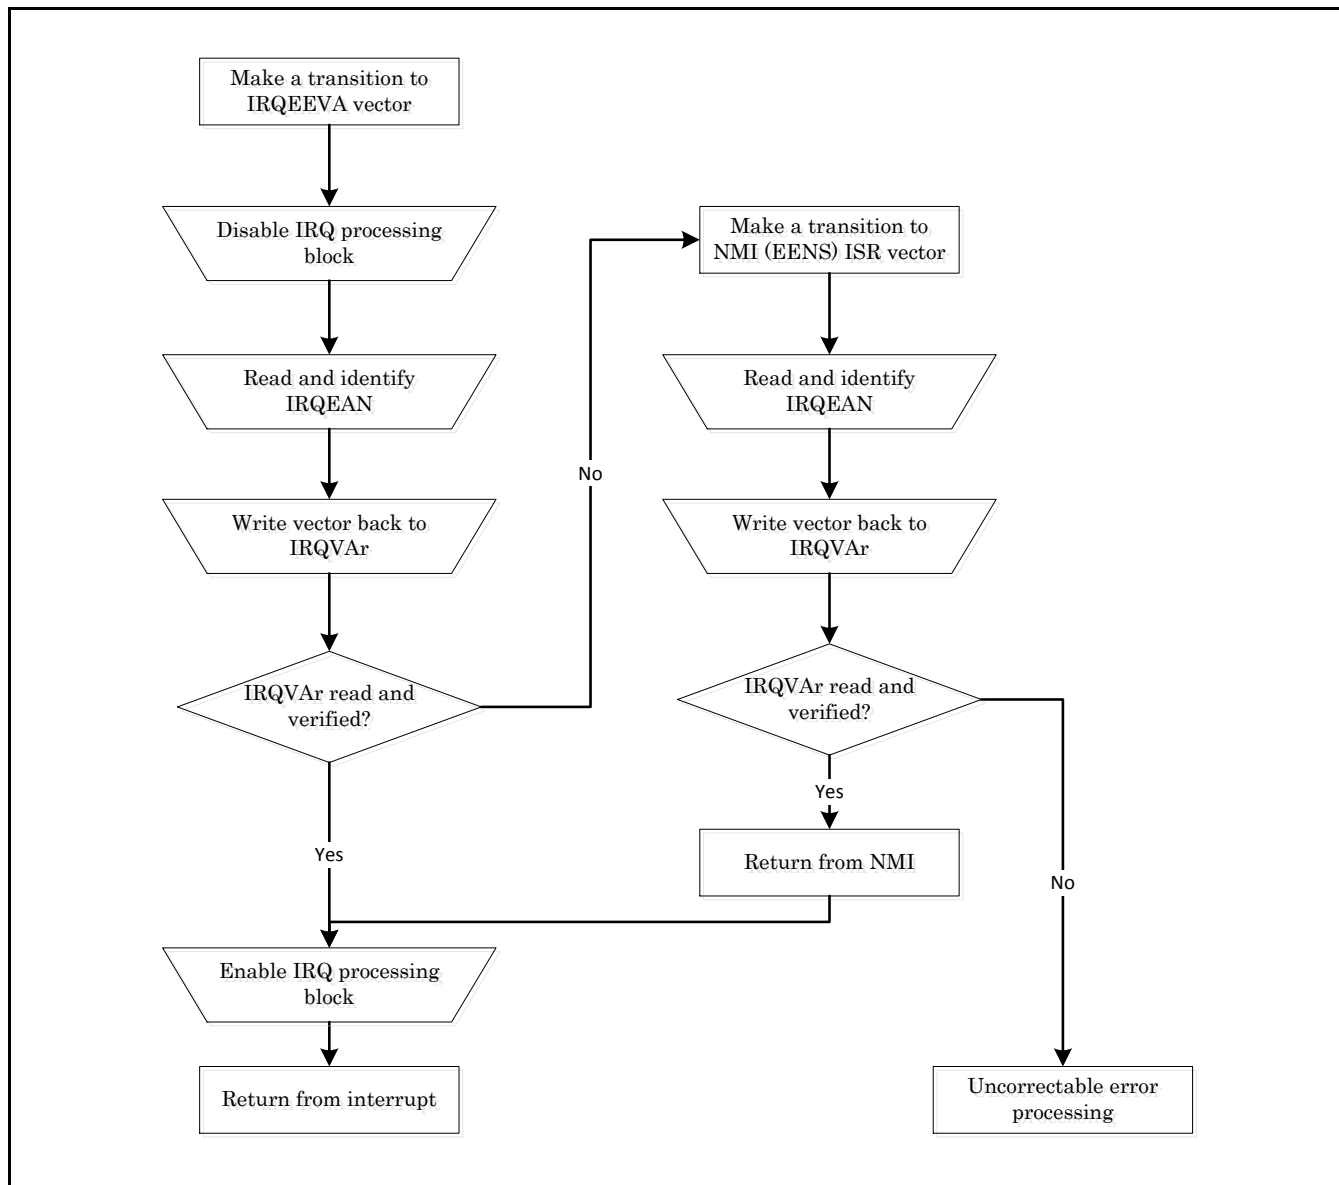 Make a transition to
IRQEEVA vector
Disable IRQ processing
block
Read and identify
IRQEAN
Write vector back to
IRQVAr
IRQVAr read and
verified?
Yes
No
Make a transition to
NMI (EENS) ISR vector
Read and identify
IRQEAN
Write vector back to
IRQVAr
IRQVAr read and
verified?
Yes
Return from NMI
No
Enable IRQ processing
block
Return from interrupt
Uncorrectable error
processing